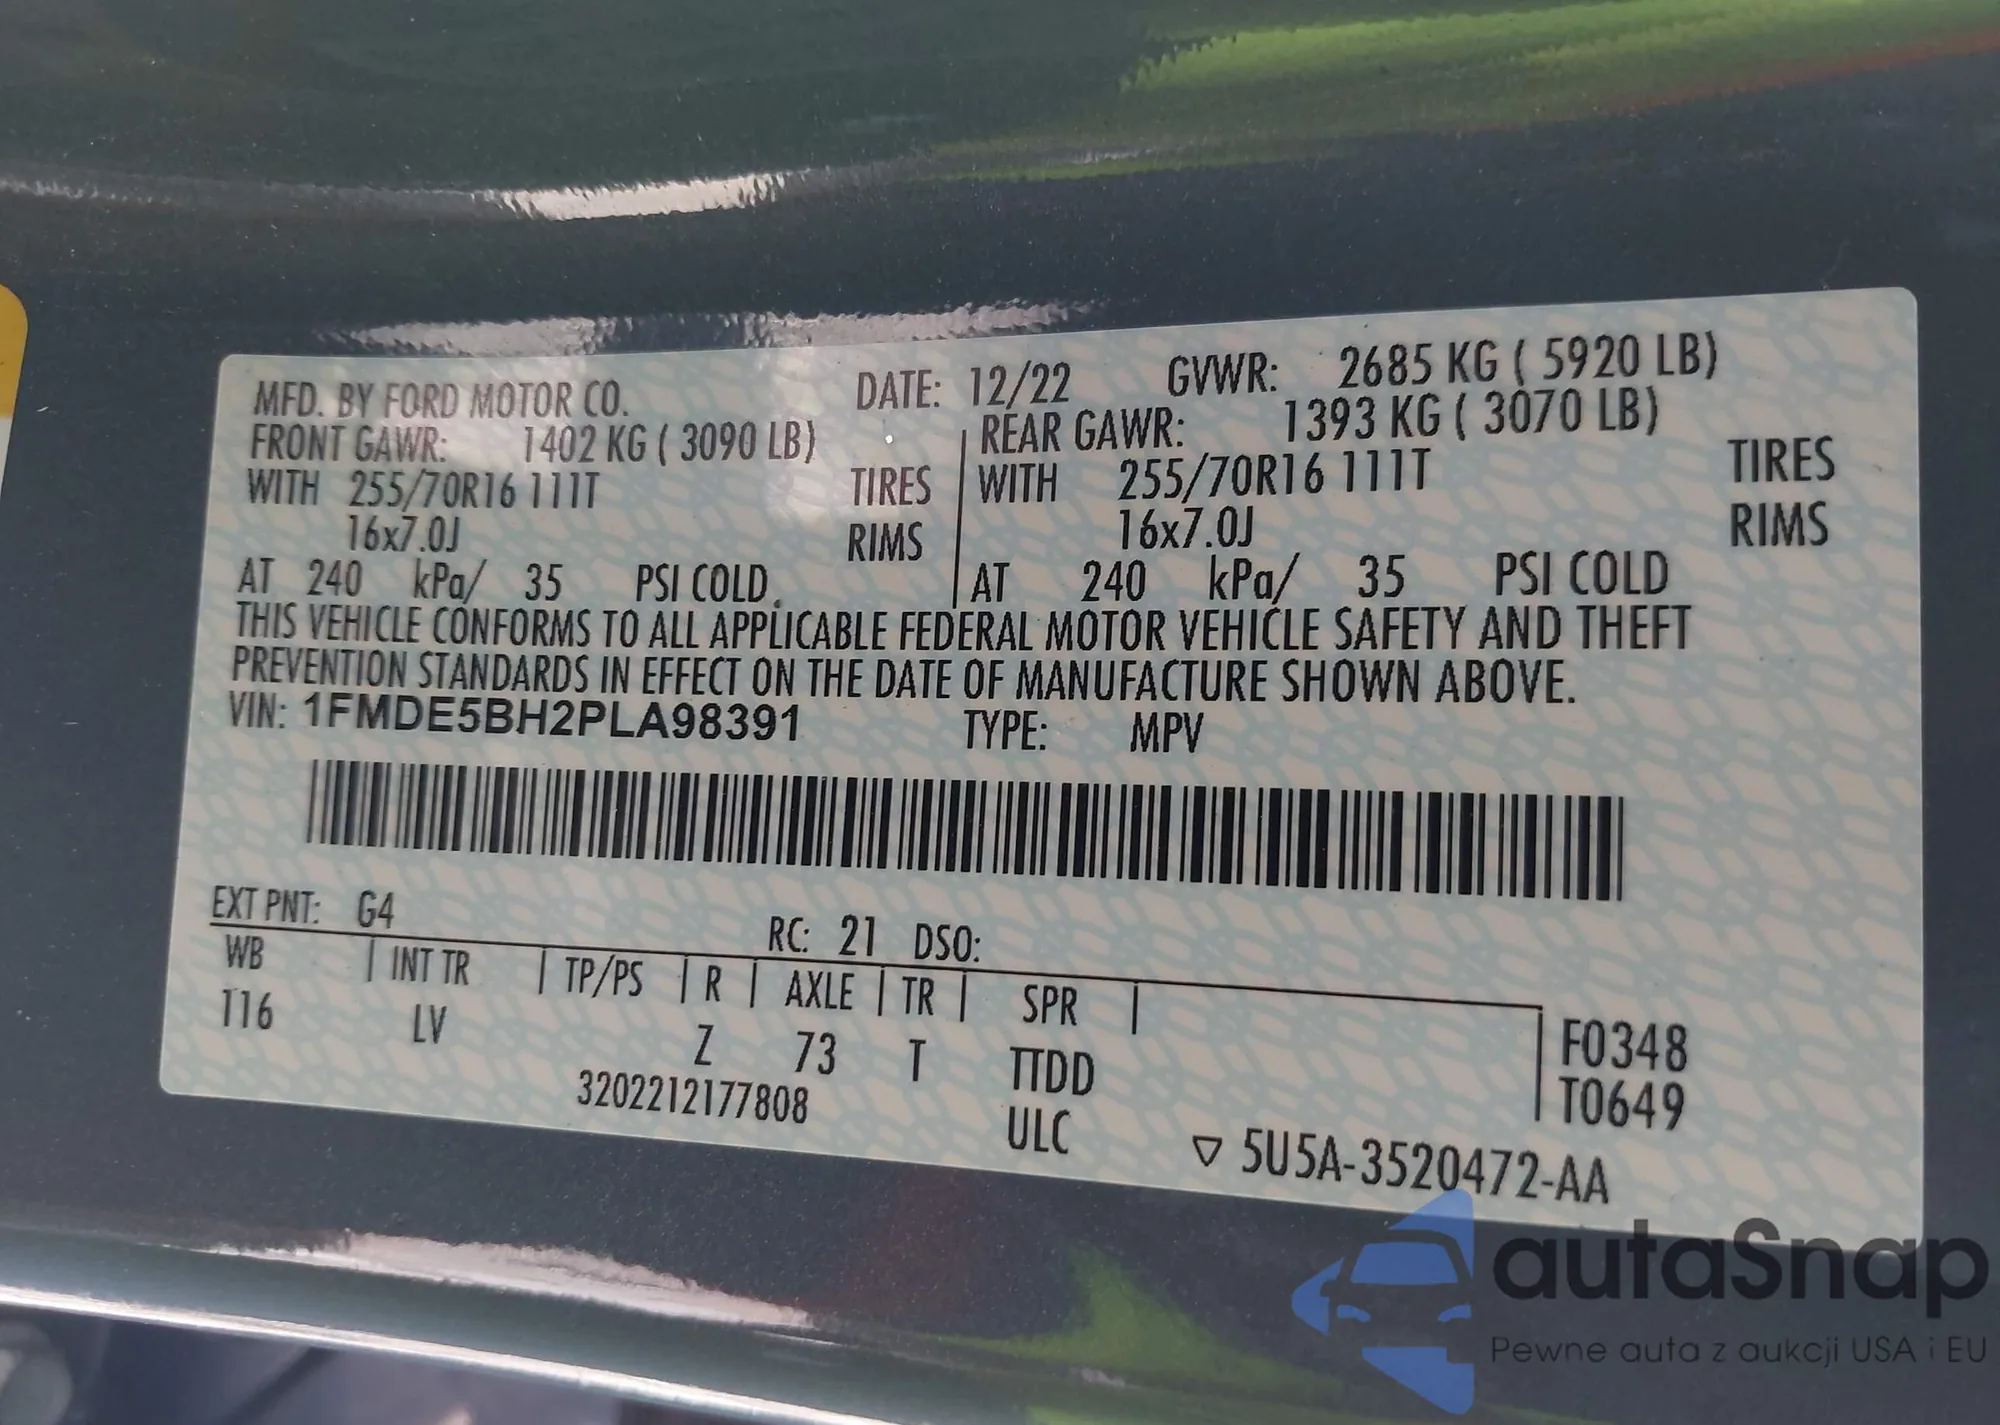 MFD. BY FORD MOTOR CO. DATE: 12/22 GVWR: 2685 KG ( 5920 LB)
FRONT GAWR: 1402 KG ( 3090 LB) REAR GAWR: 1393 KG ( 3070 LB)
WITH 255/70R16 111T TIRES WITH 255/70R16 111T TIRES
16x7.0J RIMS 16x7.0J RIMS
AT 240 kPa/ 35 PSI COLD AT 240 kPa/ 35 PSI COLD
THIS VEHICLE CONFORMS TO ALL APPLICABLE FEDERAL MOTOR VEHICLE SAFETY AND THEFT
PREVENTION STANDARDS IN EFFECT ON THE DATE OF MANUFACTURE SHOWN ABOVE.
VIN: 1FMDE5BH2PLA98391 TYPE: MPV
EXT PNT: G4 RC: 21 DSO:
WB | INT TR | TP/PS | R | AXLE | TR | SPR |
T16 LV Z 73 T TTDD F0348
3202212177808 ULC T0649
▽ 5U5A-3520472-AA
autaSnap
Pewne auta z aukcji USA i EU